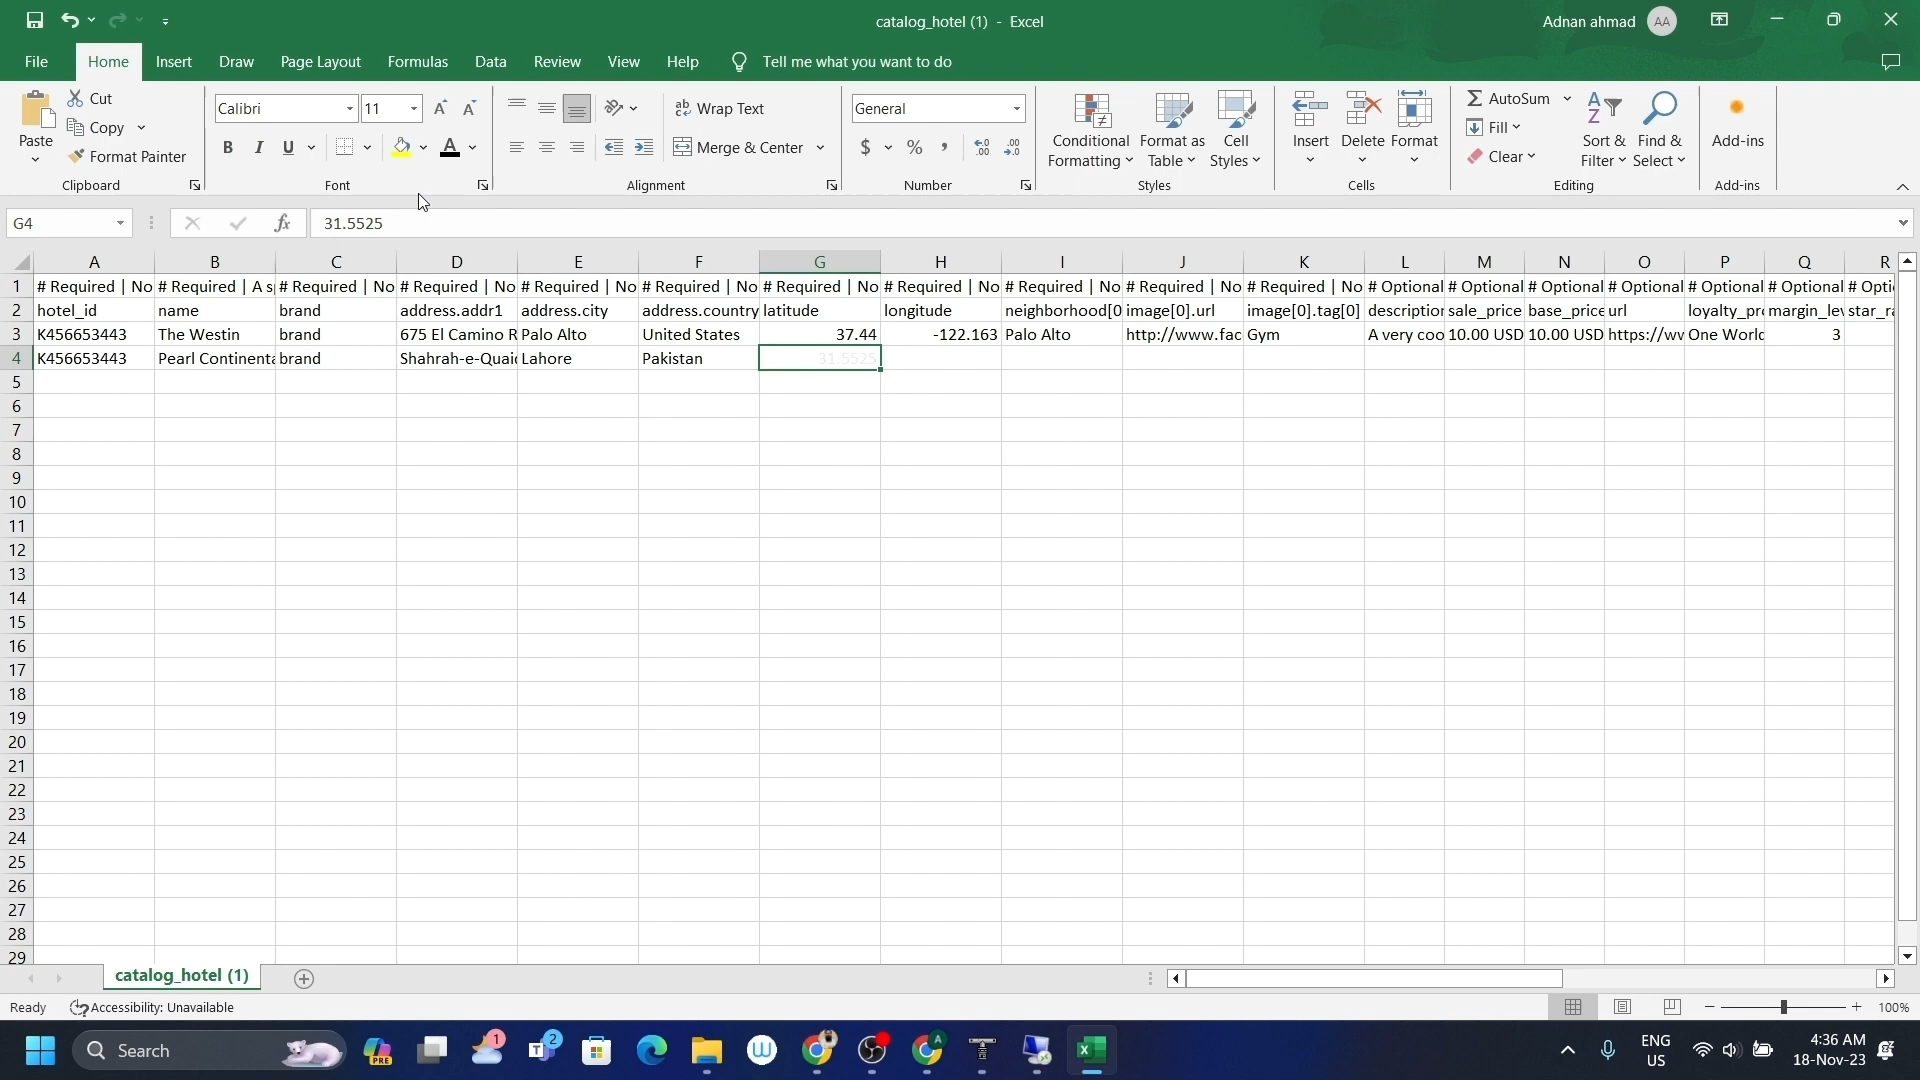 catalog_hotel (1) - Excel
Adnan ahmad
AA
File
Home
Insert
Draw
Page Layout
Formulas
Data
Review
View
Help
Tell me what you want to do
Paste
Cut
Copy
Format Painter
Clipboard
Calibri
11
B I U
Font
Wrap Text
Merge & Center
Alignment
General
$ % ,
Number
Conditional Formatting
Format as Table
Cell Styles
Styles
Insert
Delete
Format
Cells
AutoSum
Fill
Clear
Sort & Filter
Find & Select
Editing
Add-ins
Add-ins
G4
fx
31.5525
A B C D E F G H I J K L M N O P Q R
1 # Required | No # Required | A sp # Required | No # Required | No # Required | No # Required | No # Required | No # Required | No # Required | No # Required | No # Required | No # Optional # Optional # Optional # Optional # Optional # Optional # Opti
2 hotel_id name brand address.addr1 address.city address.country latitude longitude neighborhood[0 image[0].url image[0].tag[0] description sale_price base_price url loyalty_pro margin_lev star_ra
3 K456653443 The Westin brand 675 El Camino R Palo Alto United States 37.44 -122.163 Palo Alto http://www.fac Gym A very coo 10.00 USD 10.00 USD https://wv One World 3
4 K456653443 Pearl Continenta brand Shahrah-e-Quaid Lahore Pakistan 31.5525
5
6
7
8
9
10
11
12
13
14
15
16
17
18
19
20
21
22
23
24
25
26
27
28
29
catalog_hotel (1)
Ready
Accessibility: Unavailable
100%
Search
PRE
1
2
ENG
US
4:36 AM
18-Nov-23